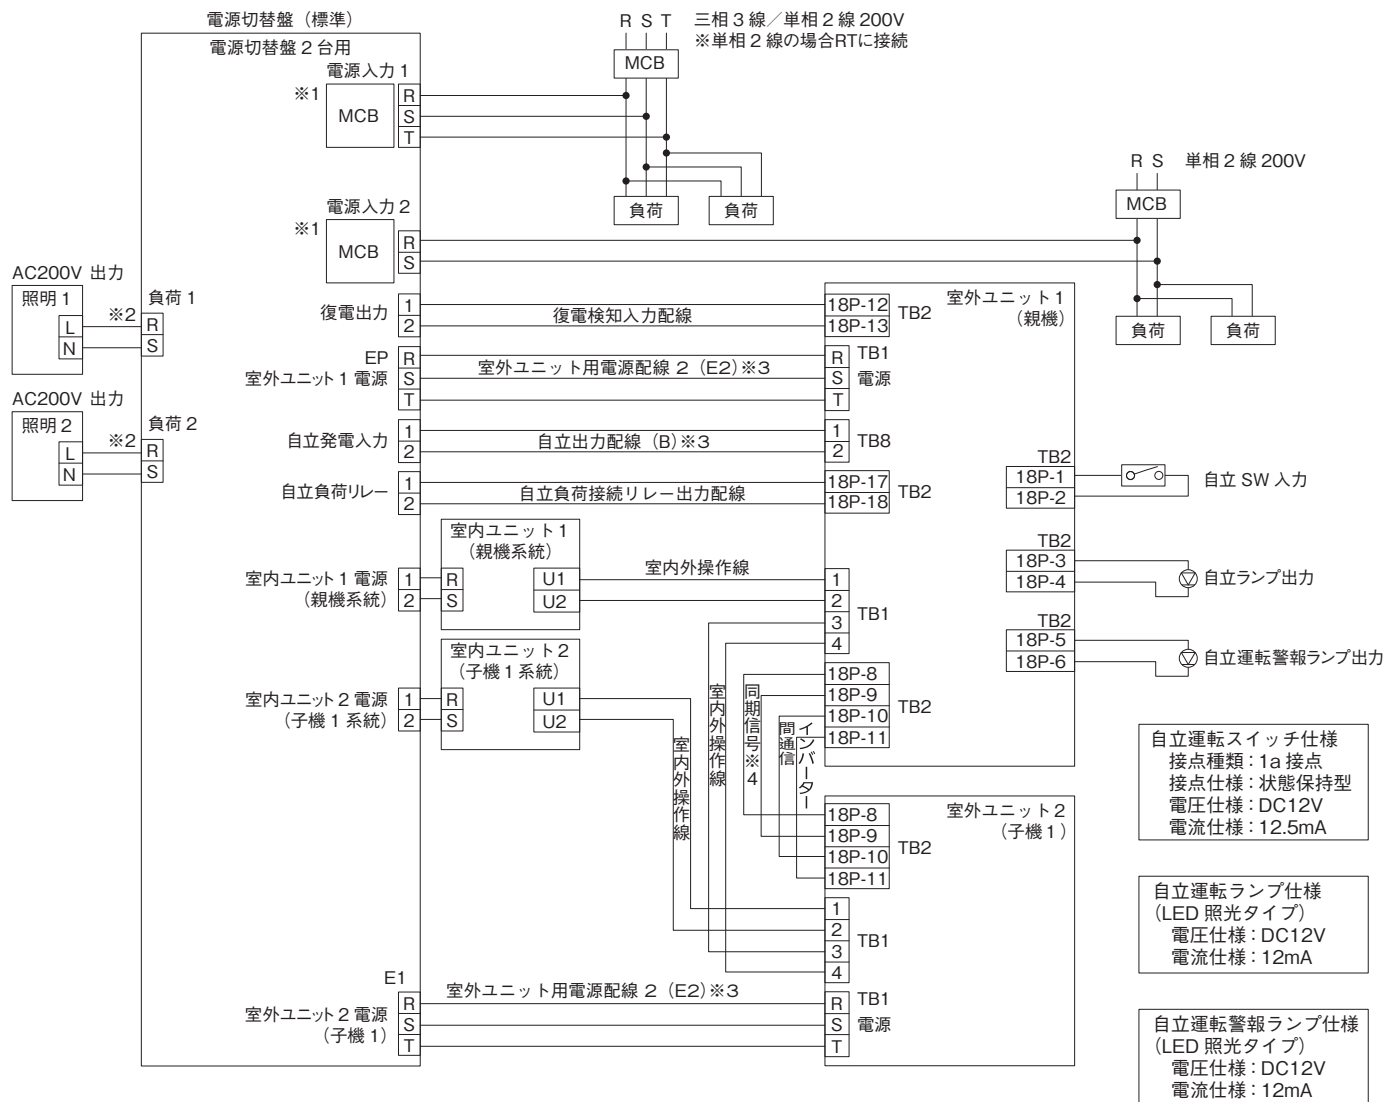 電源切替盤（標準）
電源切替盤 2 台用
電源入力 1
※1
MCB
R
S
T
R S T
三相 3 線／単相 2 線 200V
※単相 2 線の場合RTに接続
MCB
負荷
負荷
R S
単相 2 線 200V
MCB
負荷
負荷
電源入力 2
※1
MCB
R
S
AC200V 出力
照明 1
L
N
※2
負荷 1
R
S
AC200V 出力
照明 2
L
N
※2
負荷 2
R
S
復電出力
1
2
復電検知入力配線
18P-12
18P-13
TB2
室外ユニット 1
（親機）
EP
室外ユニット 1 電源
R
S
T
室外ユニット用電源配線 2（E2）※3
R
S
T
TB1
電源
自立発電入力
1
2
自立出力配線（B）※3
1
2
TB8
自立負荷リレー
1
2
自立負荷接続リレー出力配線
18P-17
18P-18
TB2
TB2
18P-1
18P-2
自立 SW 入力
TB2
18P-3
18P-4
自立ランプ出力
TB2
18P-5
18P-6
自立運転警報ランプ出力
室内ユニット 1
（親機系統）
室内ユニット 1 電源
（親機系統）
1
2
R
S
U1
U2
室内外操作線
1
2
3
4
TB1
室内ユニット 2
（子機 1 系統）
室内ユニット 2 電源
（子機 1 系統）
1
2
R
S
U1
U2
室内外操作線
室内外操作線
同期信号※4
インバーター
間通信
18P-8
18P-9
18P-10
18P-11
TB2
室外ユニット 2
（子機 1）
18P-8
18P-9
18P-10
18P-11
TB2
1
2
3
4
TB1
E1
室外ユニット 2 電源
（子機 1）
R
S
T
室外ユニット用電源配線 2（E2）※3
R
S
T
TB1
電源
自立運転スイッチ仕様
接点種類：1a 接点
接点仕様：状態保持型
電圧仕様：DC12V
電流仕様：12.5mA
自立運転ランプ仕様
（LED 照光タイプ）
電圧仕様：DC12V
電流仕様：12mA
自立運転警報ランプ仕様
（LED 照光タイプ）
電圧仕様：DC12V
電流仕様：12mA